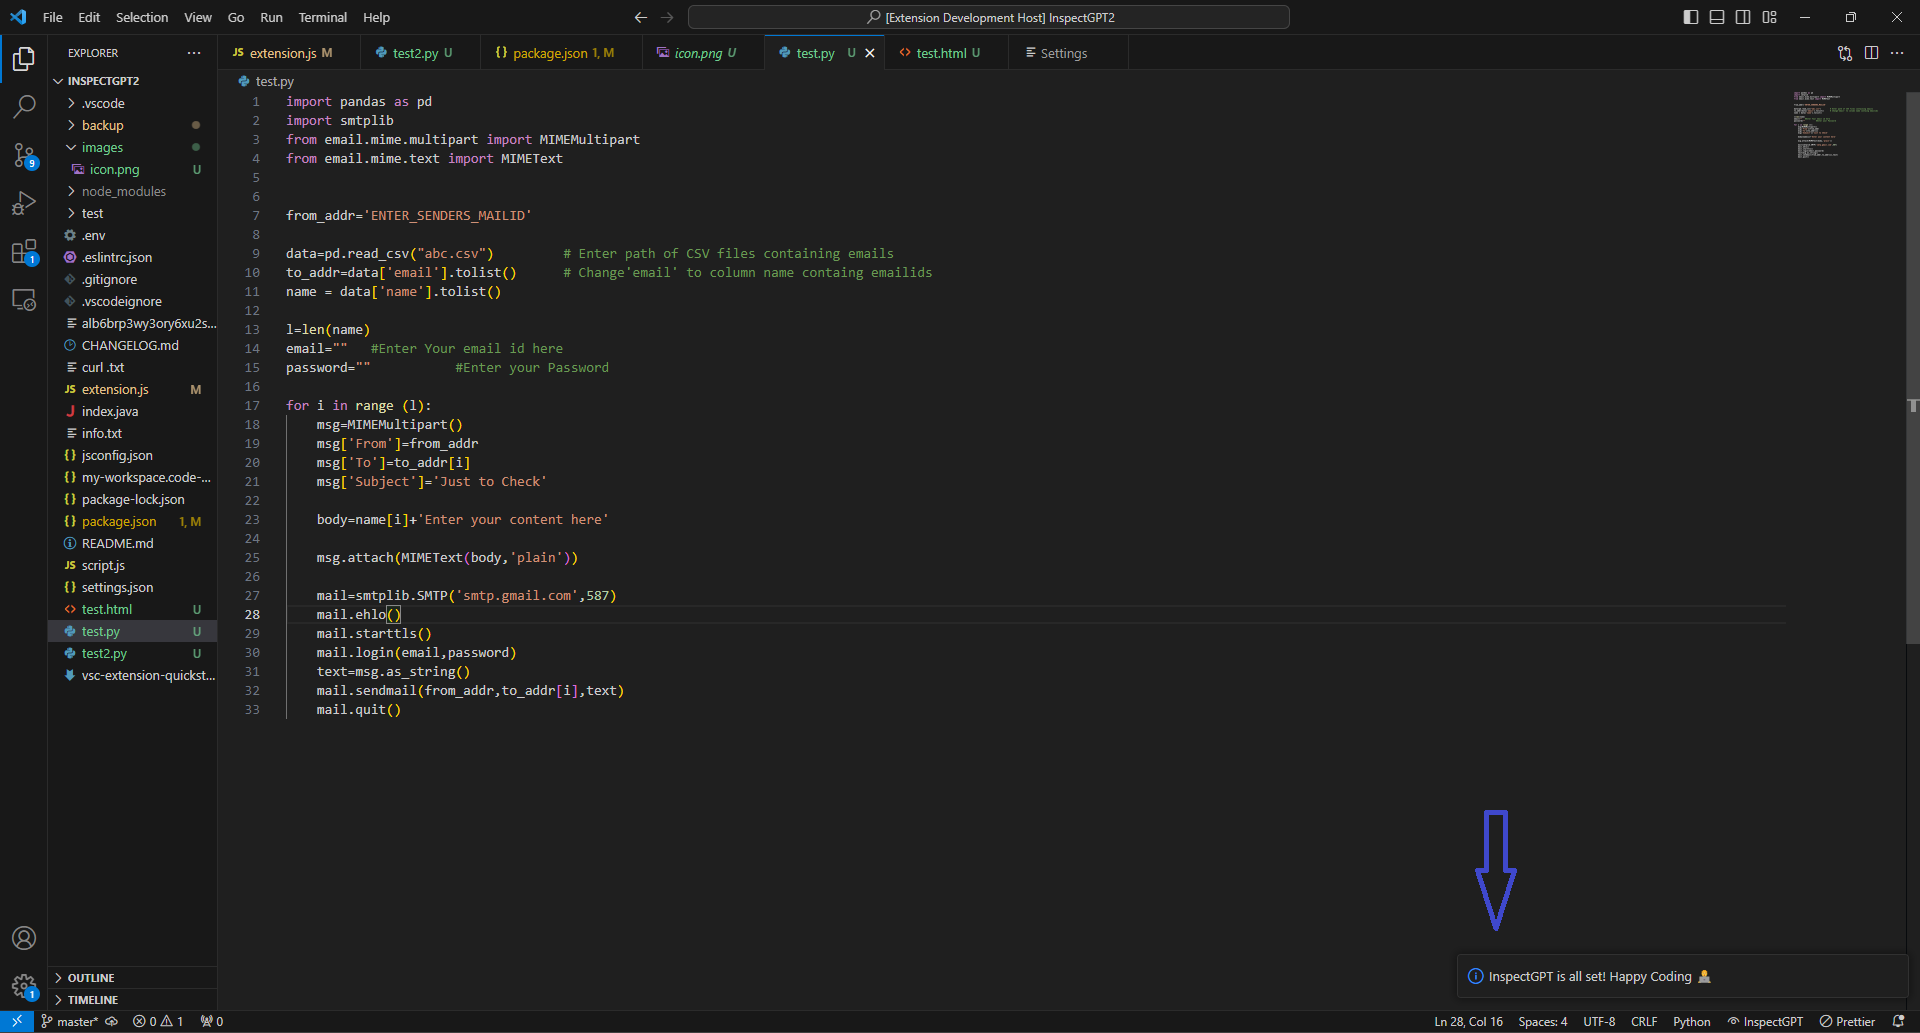 File Edit Selection View Go Run Terminal Help
[Extension Development Host] InspectGPT2
EXPLORER
extension.js M
test2.py U
package.json 1, M
icon.png U
test.py U
test.html U
Settings
INSPECTGPT2
.vscode
backup
images
icon.png U
node_modules
test
.env
.eslintrc.json
.gitignore
.vscodeignore
alb6brp3wy3ory6xu2s...
CHANGELOG.md
curl .txt
JS extension.js M
J index.java
info.txt
{} jsconfig.json
{} my-workspace.code-...
{} package-lock.json
{} package.json 1, M
README.md
JS script.js
{} settings.json
<> test.html U
test.py U
test2.py U
vsc-extension-quickst...
OUTLINE
TIMELINE
9
1
1
test.py
1 import pandas as pd
2 import smtplib
3 from email.mime.multipart import MIMEMultipart
4 from email.mime.text import MIMEText
5
6
7 from_addr='ENTER_SENDERS_MAILID'
8
9 data=pd.read_csv("abc.csv") # Enter path of CSV files containing emails
10 to_addr=data['email'].tolist() # Change'email' to column name containg emailids
11 name = data['name'].tolist()
12
13 l=len(name)
14 email="" #Enter Your email id here
15 password="" #Enter your Password
16
17 for i in range (l):
18 msg=MIMEMultipart()
19 msg['From']=from_addr
20 msg['To']=to_addr[i]
21 msg['Subject']='Just to Check'
22
23 body=name[i]+'Enter your content here'
24
25 msg.attach(MIMEText(body,'plain'))
26
27 mail=smtplib.SMTP('smtp.gmail.com',587)
28 mail.ehlo()
29 mail.starttls()
30 mail.login(email,password)
31 text=msg.as_string()
32 mail.sendmail(from_addr,to_addr[i],text)
33 mail.quit()
InspectGPT is all set! Happy Coding 🧑‍💻
master* 0 1 0
Ln 28, Col 16 Spaces: 4 UTF-8 CRLF Python InspectGPT Prettier